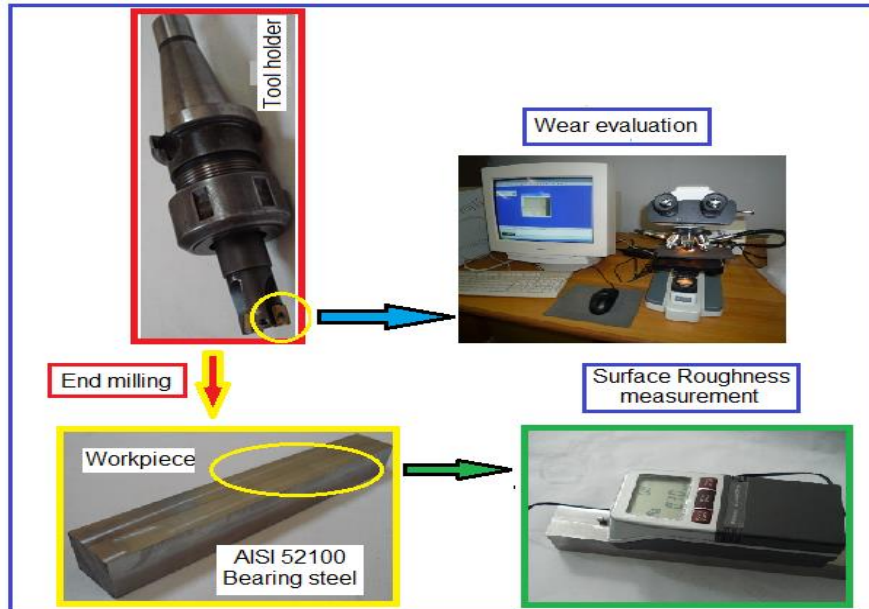 Tool holder
Wear evaluation
End milling
Surface Roughness
measurement
Workpiece
AISI 52100
Bearing steel